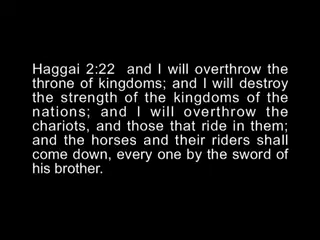 Haggai 2:22 and I will overthrow the
throne of kingdoms; and I will destroy
the strength of the kingdoms of the
nations; and I will overthrow the
chariots, and those that ride in them;
and the horses and their riders shall
come down, every one by the sword of
his brother.